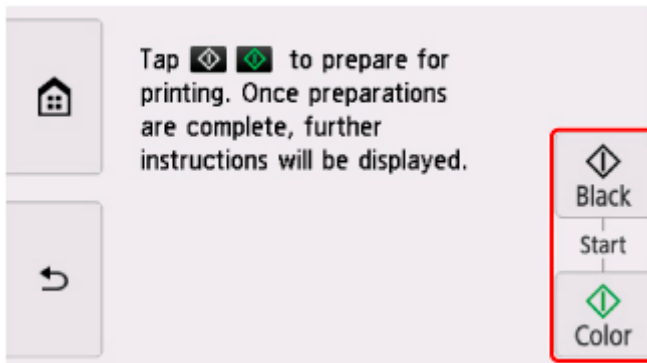 Tap to prepare for
printing. Once preparations
are complete, further
instructions will be displayed.
Black
Start
Color